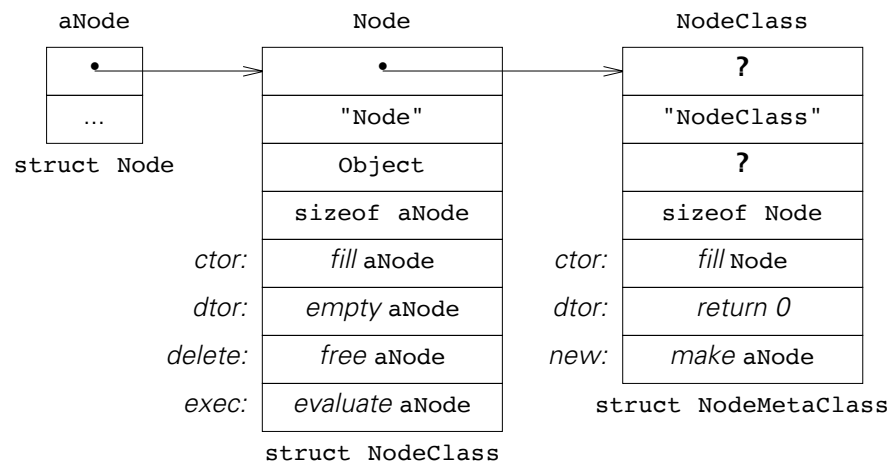 aNode Node NodeClass
?
... "Node" "NodeClass"
struct Node Object ?
sizeof aNode sizeof Node
ctor: fill aNode ctor: fill Node
dtor: empty aNode dtor: return 0
delete: free aNode new: make aNode
exec: evaluate aNode struct NodeMetaClass
struct NodeClass